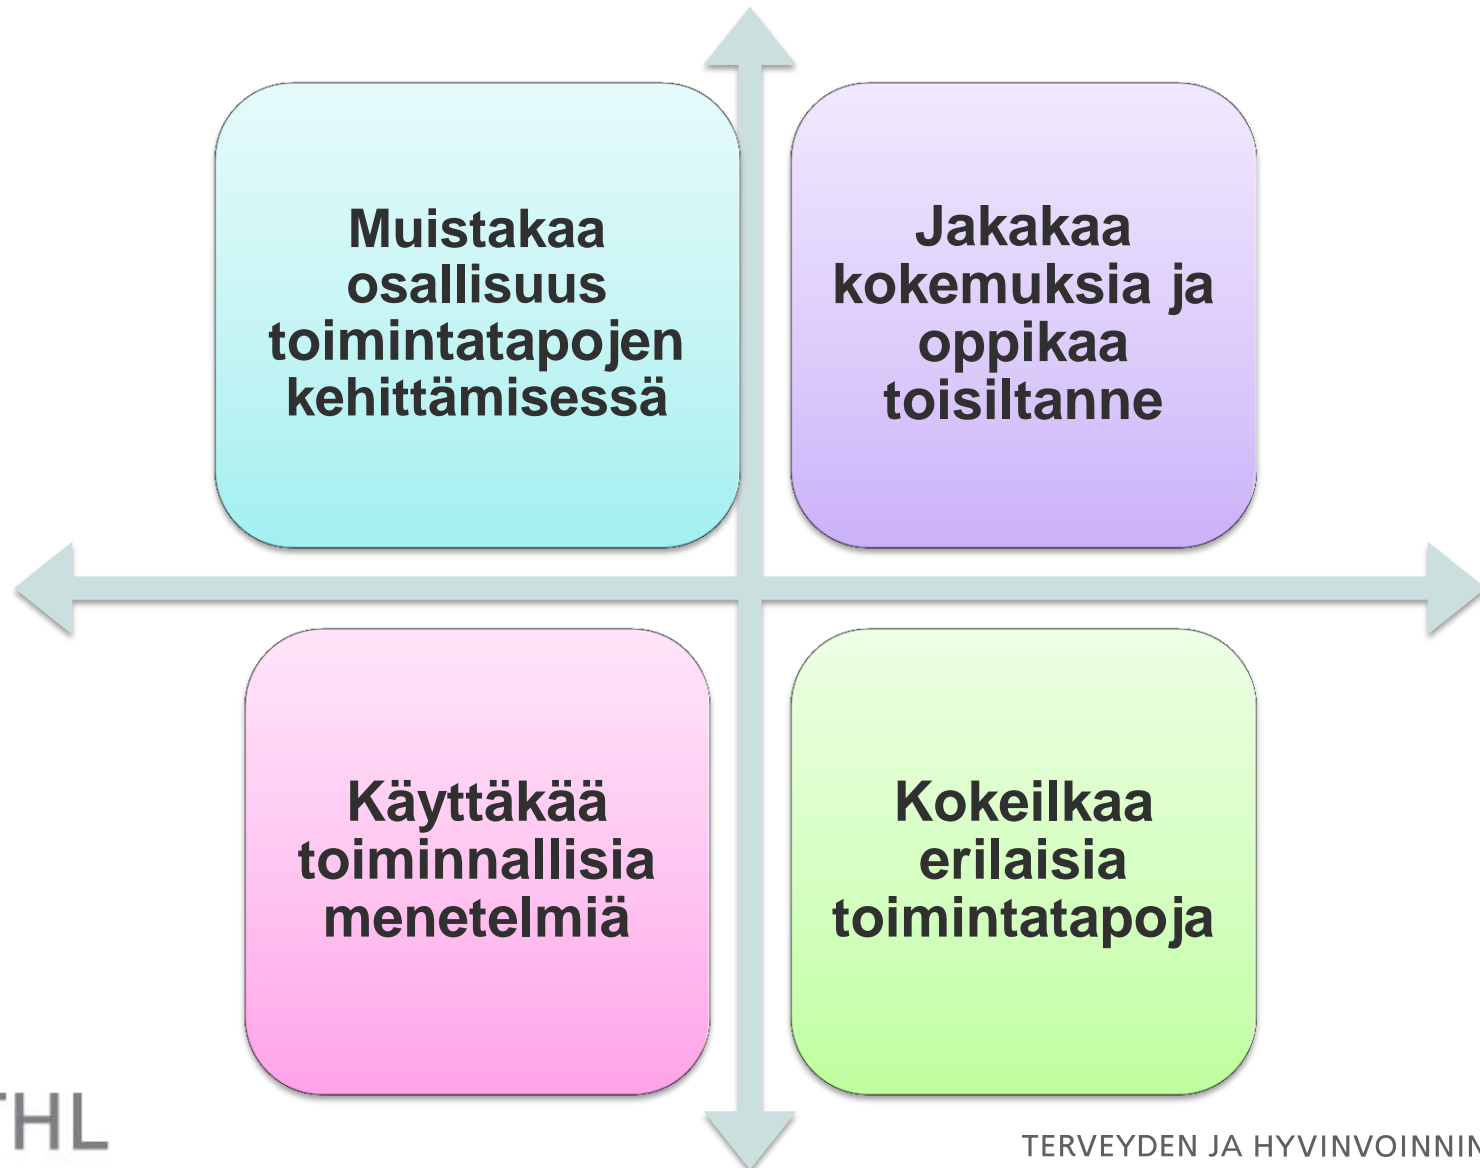 Muistakaa
osallisuus
toimintatapojen
kehittämisessä
Jakakaa
kokemuksia ja
oppikaa
toisiltanne
Käyttäkää
toiminnallisia
menetelmiä
Kokeilkaa
erilaisia
toimintatapoja
THL
TERVEYDEN JA HYVINVOINNIN